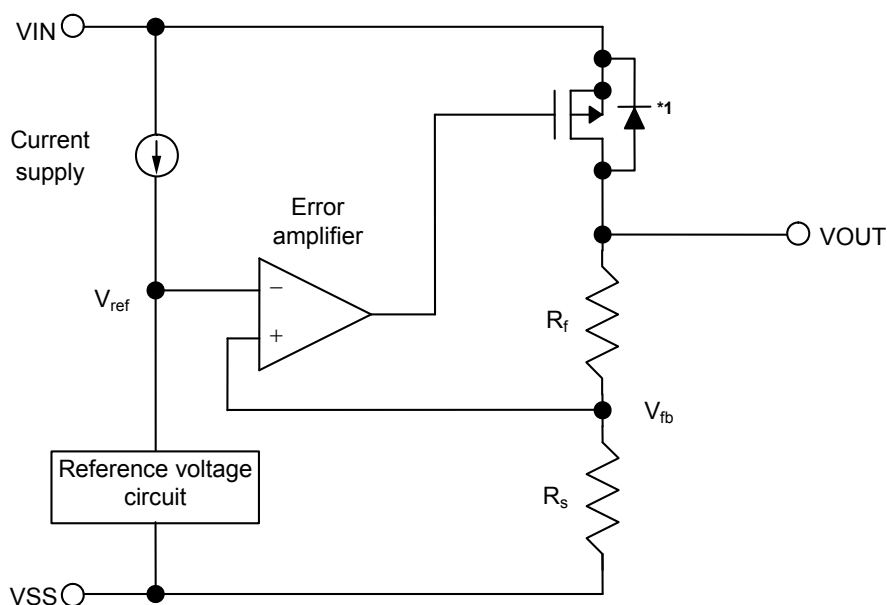 VIN
*1
Current
supply
Error
amplifier
VOUT
Vref
−
+
Rf
Vfb
Reference voltage
circuit
Rs
VSS